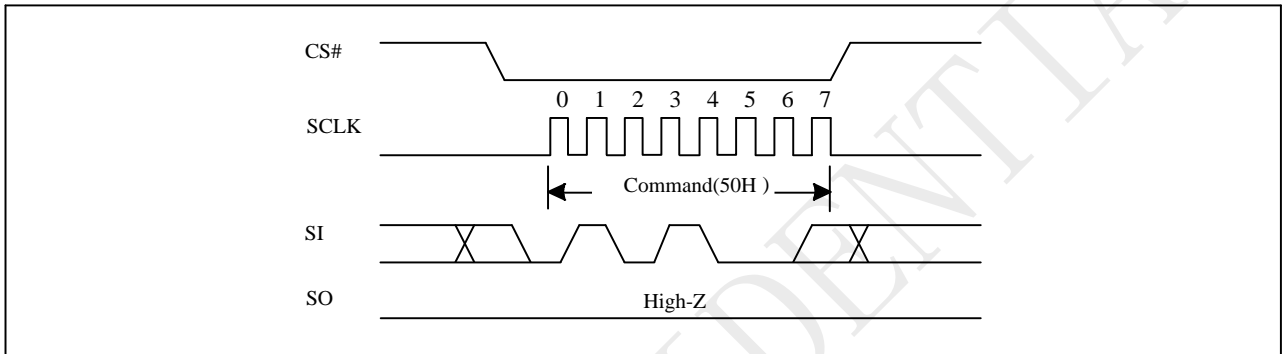 CS#
0 1 2 3 4 5 6 7
SCLK
Command(50H )
SI
SO
High-Z